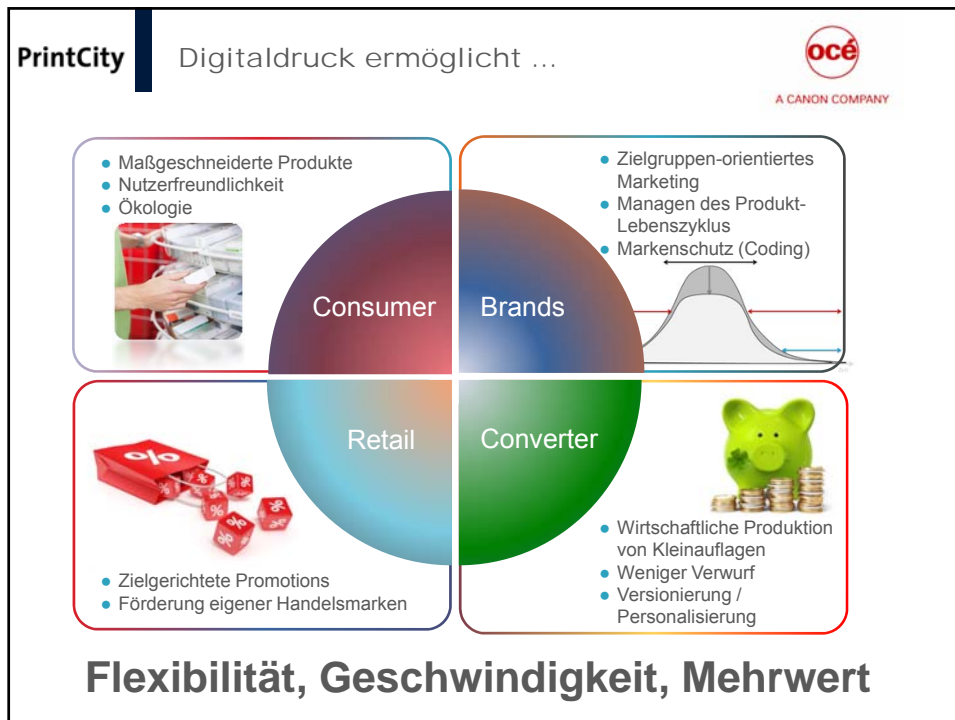 PrintCity
Digitaldruck ermöglicht ...
océ
A CANON COMPANY
● Maßgeschneiderte Produkte
● Nutzerfreundlichkeit
● Ökologie
Consumer
● Zielgruppen-orientiertes
Marketing
● Managen des Produkt-
Lebenszyklus
● Markenschutz (Coding)
Brands
Retail
%
%
%
%
%
%
%
● Zielgerichtete Promotions
● Förderung eigener Handelsmarken
Converter
● Wirtschaftliche Produktion
von Kleinauflagen
● Weniger Verwurf
● Versionierung /
Personalisierung
Flexibilität, Geschwindigkeit, Mehrwert